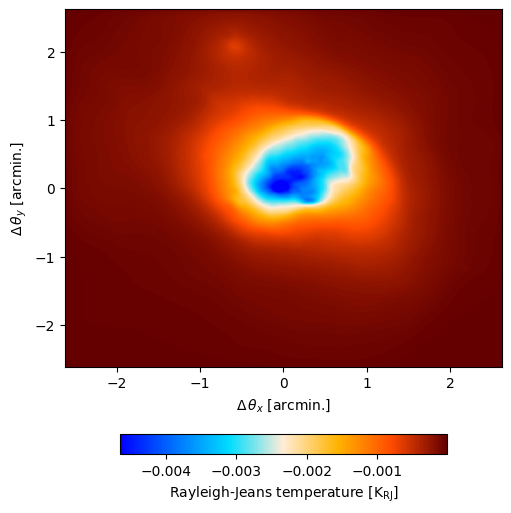 2
1
0
−1
−2
Δθy [arcmin.]
−2 −1 0 1 2
Δθx [arcmin.]
−0.004 −0.003 −0.002 −0.001
Rayleigh-Jeans temperature [KRJ]